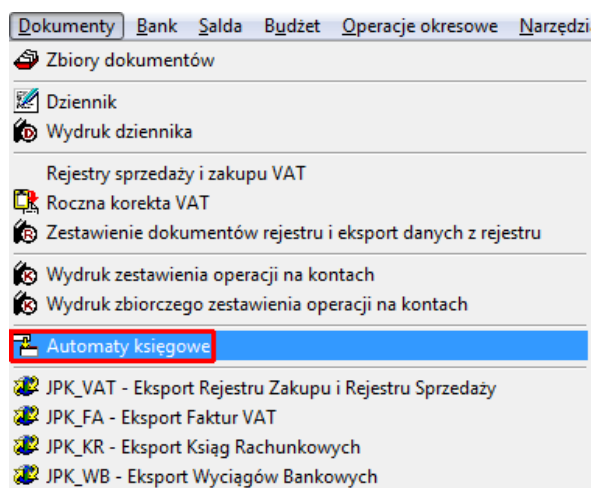 Dokumenty Bank Salda Budżet Operacje okresowe Narzędzi
Zbiory dokumentów
Dziennik
Wydruk dziennika
Rejestry sprzedaży i zakupu VAT
Roczna korekta VAT
Zestawienie dokumentów rejestru i eksport danych z rejestru
Wydruk zestawienia operacji na kontach
Wydruk zbiorczego zestawienia operacji na kontach
Automaty księgowe
JPK_VAT - Eksport Rejestru Zakupu i Rejestru Sprzedaży
JPK_FA - Eksport Faktur VAT
JPK_KR - Eksport Ksiąg Rachunkowych
JPK_WB - Eksport Wyciągów Bankowych